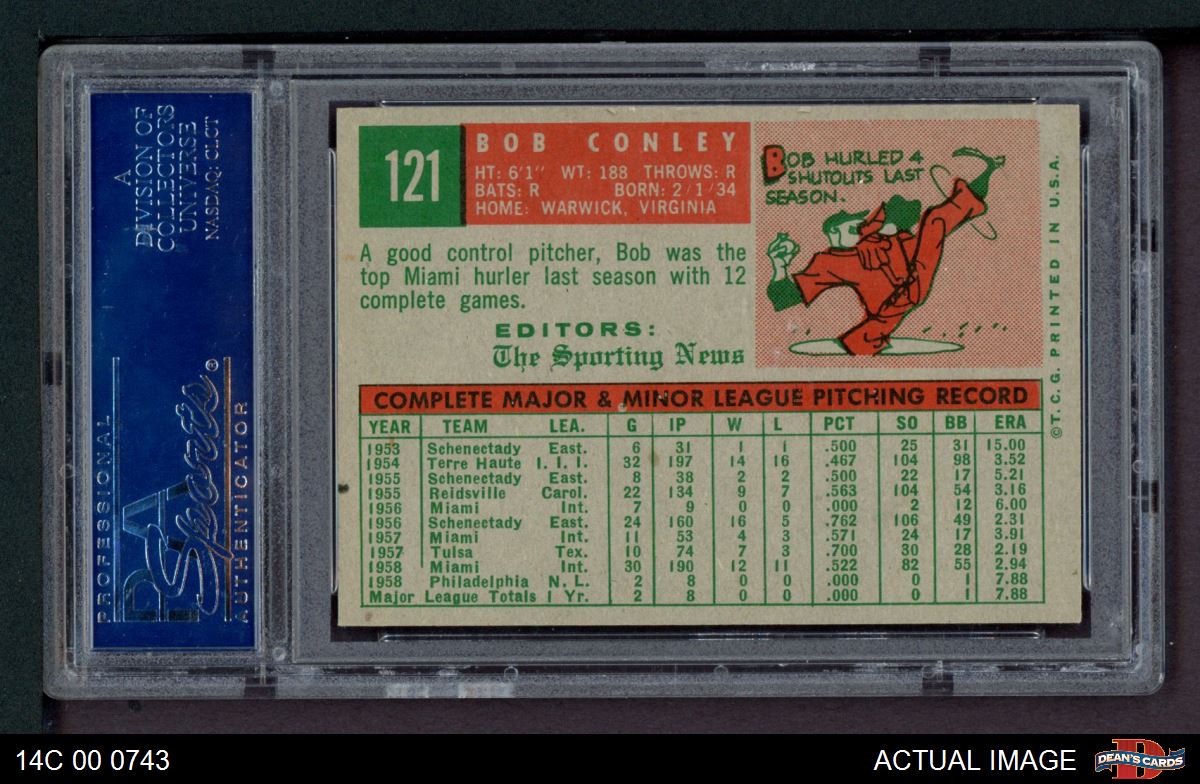 A
DIVISION OF
COLLECTORS
UNIVERSE
NASDAQ: CLCT
PROFESSIONAL
PSA
Sports®
AUTHENTICATOR
121
BOB CONLEY
HT: 6'1" WT: 188 THROWS: R
BATS: R BORN: 2/1/34
HOME: WARWICK, VIRGINIA
A good control pitcher, Bob was the
top Miami hurler last season with 12
complete games.
EDITORS:
The Sporting News
BOB HURLED 4
SHUTOUTS LAST
SEASON.
©T.C.G. PRINTED IN U.S.A.
COMPLETE MAJOR & MINOR LEAGUE PITCHING RECORD
YEAR TEAM LEA. G IP W L PCT SO BB ERA
1953 Schenectady East. 6 31 1 1 .500 25 31 15.00
1954 Terre Haute I.I.I. 32 197 14 16 .467 104 98 3.52
1955 Schenectady East. 8 38 2 2 .500 22 17 5.21
1955 Reidsville Carol. 22 134 9 7 .563 104 54 3.16
1956 Miami Int. 7 9 0 0 .000 2 12 6.00
1956 Schenectady East. 24 160 16 5 .762 106 49 2.31
1957 Miami Int. 11 53 4 3 .571 24 17 3.91
1957 Tulsa Tex. 10 74 7 3 .700 30 28 2.19
1958 Miami Int. 30 190 12 11 .522 82 55 2.94
1958 Philadelphia N.L. 2 8 0 0 .000 0 1 7.88
Major League Totals 1 Yr. 2 8 0 0 .000 0 1 7.88
14C 00 0743
ACTUAL IMAGE
D
DEAN'S CARDS